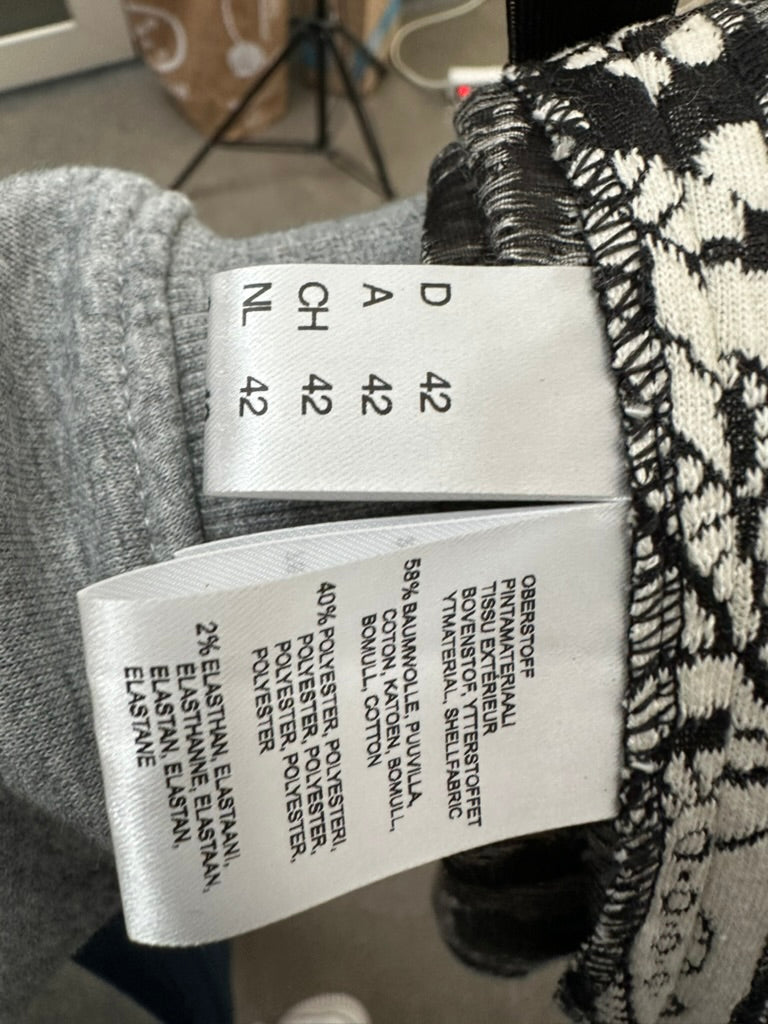 D 42
A 42
CH 42
NL 42
OBERSTOFF
PINTAMATERIAALI
TISSU EXTÉRIEUR
BOVENSTOF, YTTERSTOFFET
YTMATERIAL, SHELLFABRIC
58% BAUMWOLLE, PUUVILLA,
COTON, KATOEN, BOMULL,
BOMULL, COTTON
40% POLYESTER, POLYESTERI,
POLYESTER, POLYESTER,
POLYESTER, POLYESTER,
POLYESTER
2% ELASTHAN, ELASTAANI,
ELASTHANNE, ELASTAAN,
ELASTAN, ELASTAN,
ELASTANE